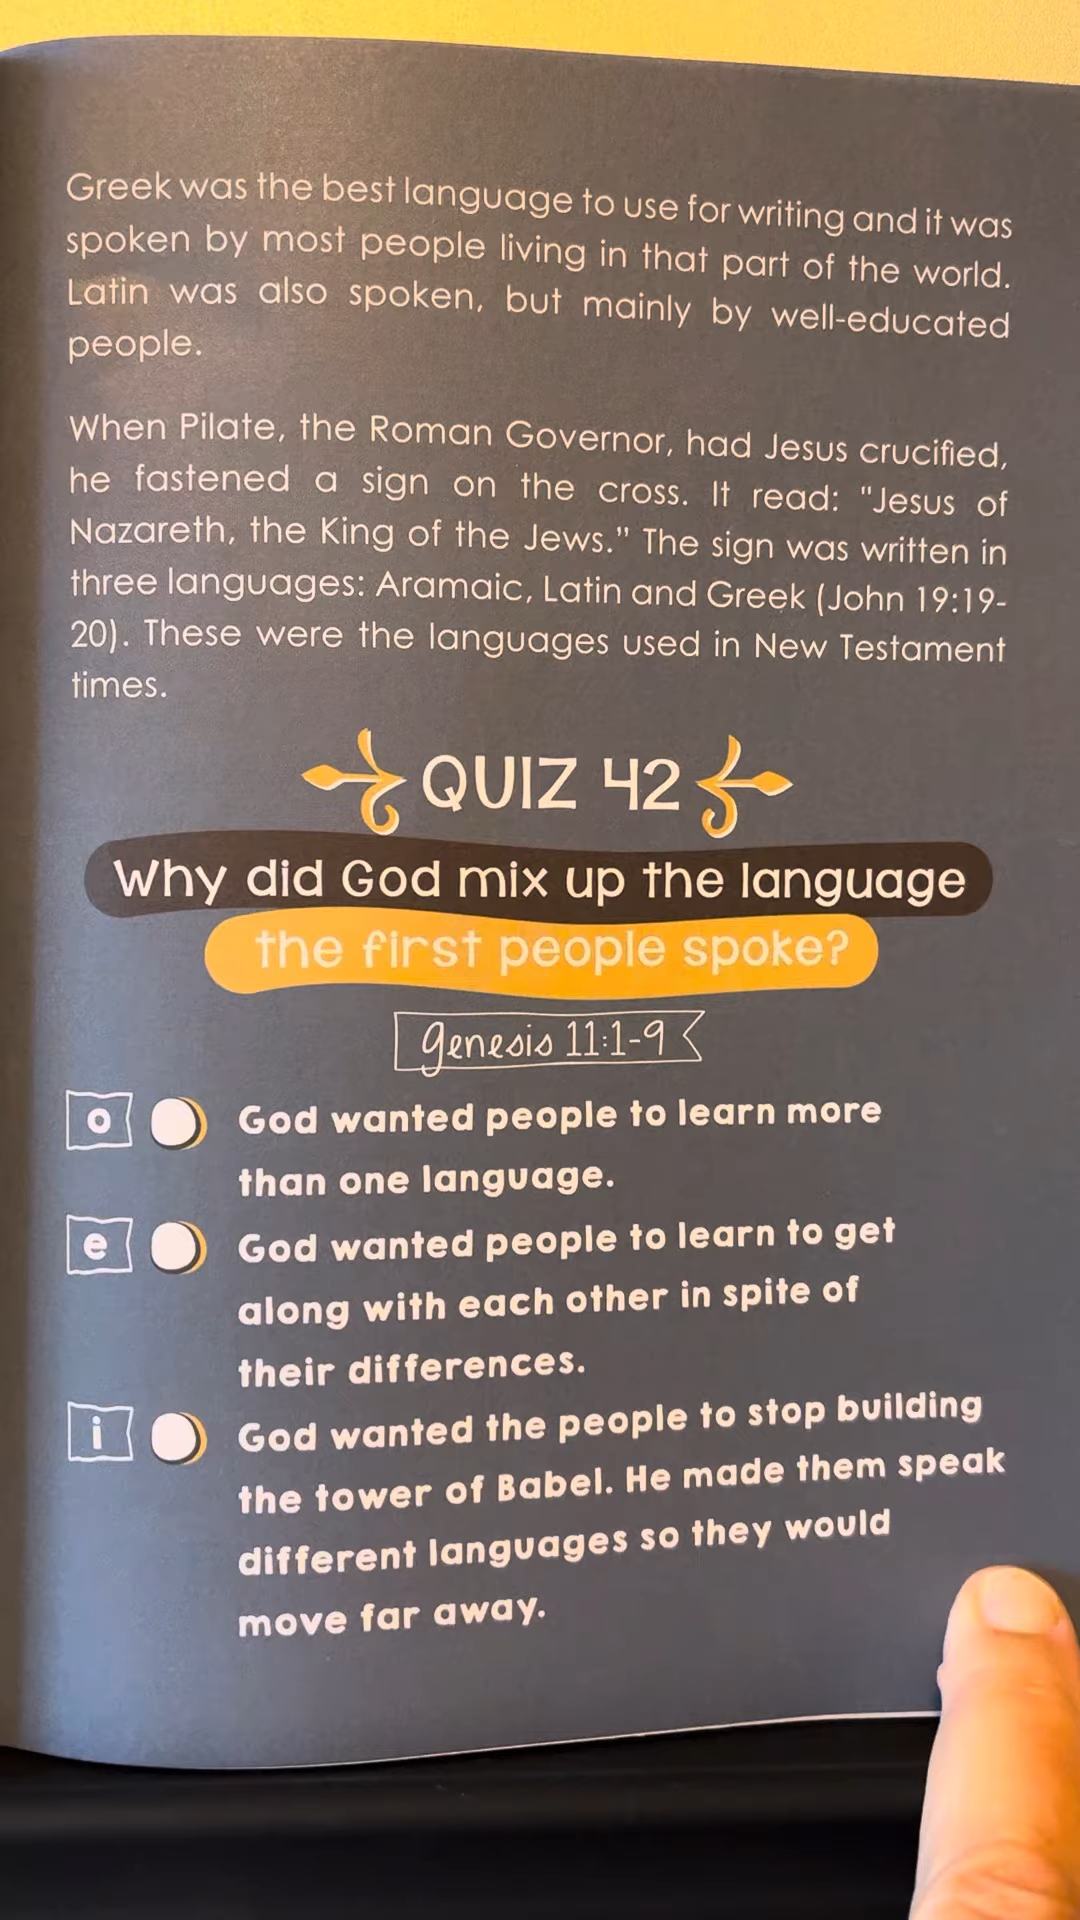 Greek was the best language to use for writing and it was
spoken by most people living in that part of the world.
Latin was also spoken, but mainly by well-educated
people.
When Pilate, the Roman Governor, had Jesus crucified,
he fastened a sign on the cross. It read: "Jesus of
Nazareth, the King of the Jews.” The sign was written in
three languages: Aramaic, Latin and Greek (John 19:19-
20). These were the languages used in New Testament
times.
QUIZ 42
Why did God mix up the language
the first people spoke?
genesis 11:1-9
o God wanted people to learn more
than one language.
e God wanted people to learn to get
along with each other in spite of
their differences.
i God wanted the people to stop building
the tower of Babel. He made them speak
different languages so they would
move far away.